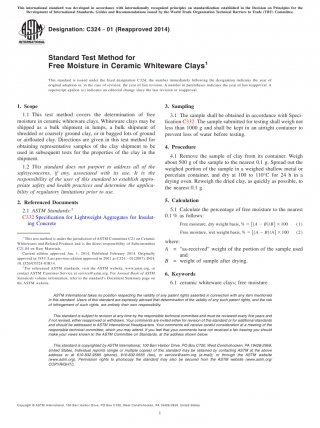 This international standard was developed in accordance with internationally recognized principles on standardization established in the Decision on Principles for the
Development of International Standards, Guides and Recommendations issued by the World Trade Organization Technical Barriers to Trade (TBT) Committee.
Designation: C324 − 01 (Reapproved 2014)
Standard Test Method for
Free Moisture in Ceramic Whiteware Clays1
This standard is issued under the fixed designation C324; the number immediately following the designation indicates the year of
original adoption or, in the case of revision, the year of last revision. A number in parentheses indicates the year of last reapproval. A
superscript epsilon (ε) indicates an editorial change since the last revision or reapproval.
1. Scope
1.1 This test method covers the determination of free
moisture in ceramic whiteware clays. Whiteware clays may be
shipped as a bulk shipment in lumps, a bulk shipment of
shredded or coarsely ground clay, or in bagged lots of ground
or airfloated clay. Directions are given in this test method for
obtaining representative samples of the clay shipment to be
used in subsequent tests for the properties of the clay in the
shipment.
1.2 This standard does not purport to address all of the
safety concerns, if any, associated with its use. It is the
responsibility of the user of this standard to establish appro-
priate safety and health practices and determine the applica-
bility of regulatory limitations prior to use.
2. Referenced Documents
2.1 ASTM Standards:2
C332 Specification for Lightweight Aggregates for Insulat-
ing Concrete
1 This test method is under the jurisdiction of ASTM Committee C21 on Ceramic
Whitewares and Related Products and is the direct responsibility of Subcommittee
on Raw Materials.
Current edition approved Jan. 1, 2014. Published February 2014. Originally
approved in 1953. Last previous edition approved in
2 For referenced ASTM standards, visit the ASTM website, www.astm.org, or
contact ASTM Customer Service at service@astm.org. For Annual Book of ASTM
Standards volume information, refer to the standard's Document Summary page on
the ASTM website.
3. Sampling
3.1 The sample shall be obtained in accordance with Speci-
fication C332. The sample submitted for testing shall weigh not
less than 1000 g and shall be kept in an airtight container to
prevent loss of water before testing.
4. Procedure
4.1 Remove the sample of clay from its container. Weigh
about 500 g of the sample to the nearest 0.1 g. Spread out the
weighed portion of the sample in a weighed shallow metal or
porcelain container, and dry at 100 to 110°C for 24 h in a
drying oven. Reweigh the dried clay, as quickly as possible, to
the nearest 0.1 g.
5. Calculation
5.1 Calculate the percentage of free moisture to the nearest
0.1 % as follows:
Free moisture, dry weight basis, % = [(A − B)/B] × 100 (1)
Free moisture, wet weight basis, % = [(A − B)/A] × 100 (2)
where:
A = “as-received” weight of the portion of the sample used
and
B = weight of sample after drying.
6. Keywords
6.1 ceramic whiteware clays; free moisture
ASTM International takes no position respecting the validity of any patent rights asserted in connection with any item mentioned
in this standard. Users of this standard are expressly advised that determination of the validity of any such patent rights, and the risk
of infringement of such rights, are entirely their own responsibility.
This standard is subject to revision at any time by the responsible technical committee and must be reviewed every five years and
if not revised, either reapproved or withdrawn. Your comments are invited either for revision of this standard or for additional standards
and should be addressed to ASTM International Headquarters. Your comments will receive careful consideration at a meeting of the
responsible technical committee, which you may attend. If you feel that your comments have not received a fair hearing you should
make your views known to the ASTM Committee on Standards, at the address shown below.
This standard is copyrighted by ASTM International, 100 Barr Harbor Drive, PO Box C700, West Conshohocken, PA 19428-2959,
United States. Individual reprints (single or multiple copies) of this standard may be obtained by contacting ASTM at the above
address or at 610-832-9585 (phone), 610-832-9555 (fax), or service@astm.org (e-mail); or through the ASTM website
(www.astm.org). Permission rights to photocopy the standard may also be secured from the ASTM website (www.astm.org/
COPYRIGHT/).
Copyright © ASTM International, 100 Barr Harbor Drive, PO Box C700, West Conshohocken, PA 19428-2959. United States
1